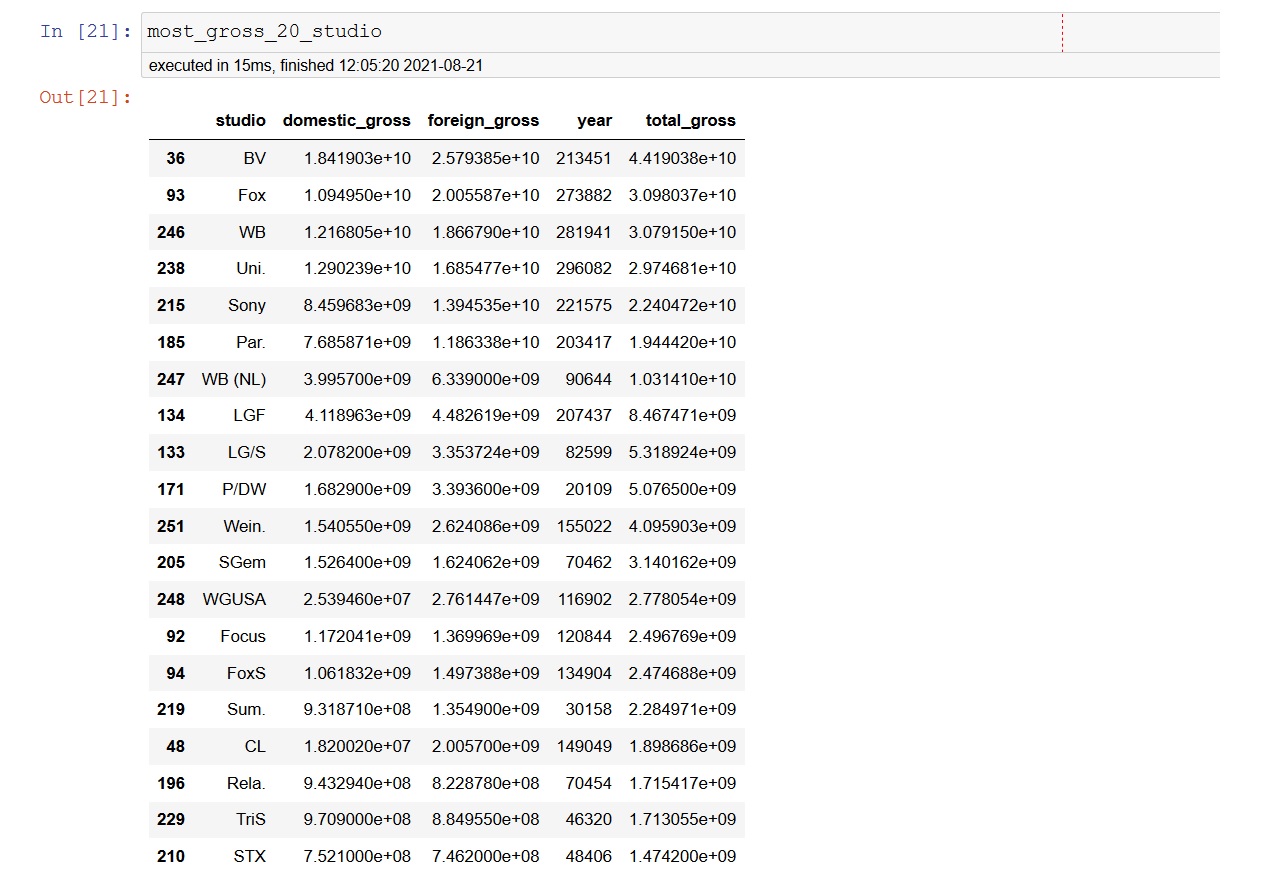 In [21]: most_gross_20_studio
executed in 15ms, finished 12:05:20 2021-08-21
Out[21]:
studio domestic_gross foreign_gross year total_gross
36 BV 1.841903e+10 2.579385e+10 213451 4.419038e+10
93 Fox 1.094950e+10 2.005587e+10 273882 3.098037e+10
246 WB 1.216805e+10 1.866790e+10 281941 3.079150e+10
238 Uni. 1.290239e+10 1.685477e+10 296082 2.974681e+10
215 Sony 8.459683e+09 1.394535e+10 221575 2.240472e+10
185 Par. 7.685871e+09 1.186338e+10 203417 1.944420e+10
247 WB (NL) 3.995700e+09 6.339000e+09 90644 1.031410e+10
134 LGF 4.118963e+09 4.482619e+09 207437 8.467471e+09
133 LG/S 2.078200e+09 3.353724e+09 82599 5.318924e+09
171 P/DW 1.682900e+09 3.393600e+09 20109 5.076500e+09
251 Wein. 1.540550e+09 2.624086e+09 155022 4.095903e+09
205 SGem 1.526400e+09 1.624062e+09 70462 3.140162e+09
248 WGUSA 2.539460e+07 2.761447e+09 116902 2.778054e+09
92 Focus 1.172041e+09 1.369969e+09 120844 2.496769e+09
94 FoxS 1.061832e+09 1.497388e+09 134904 2.474688e+09
219 Sum. 9.318710e+08 1.354900e+09 30158 2.284971e+09
48 CL 1.820020e+07 2.005700e+09 149049 1.898686e+09
196 Rela. 9.432940e+08 8.228780e+08 70454 1.715417e+09
229 TriS 9.709000e+08 8.849550e+08 46320 1.713055e+09
210 STX 7.521000e+08 7.462000e+08 48406 1.474200e+09